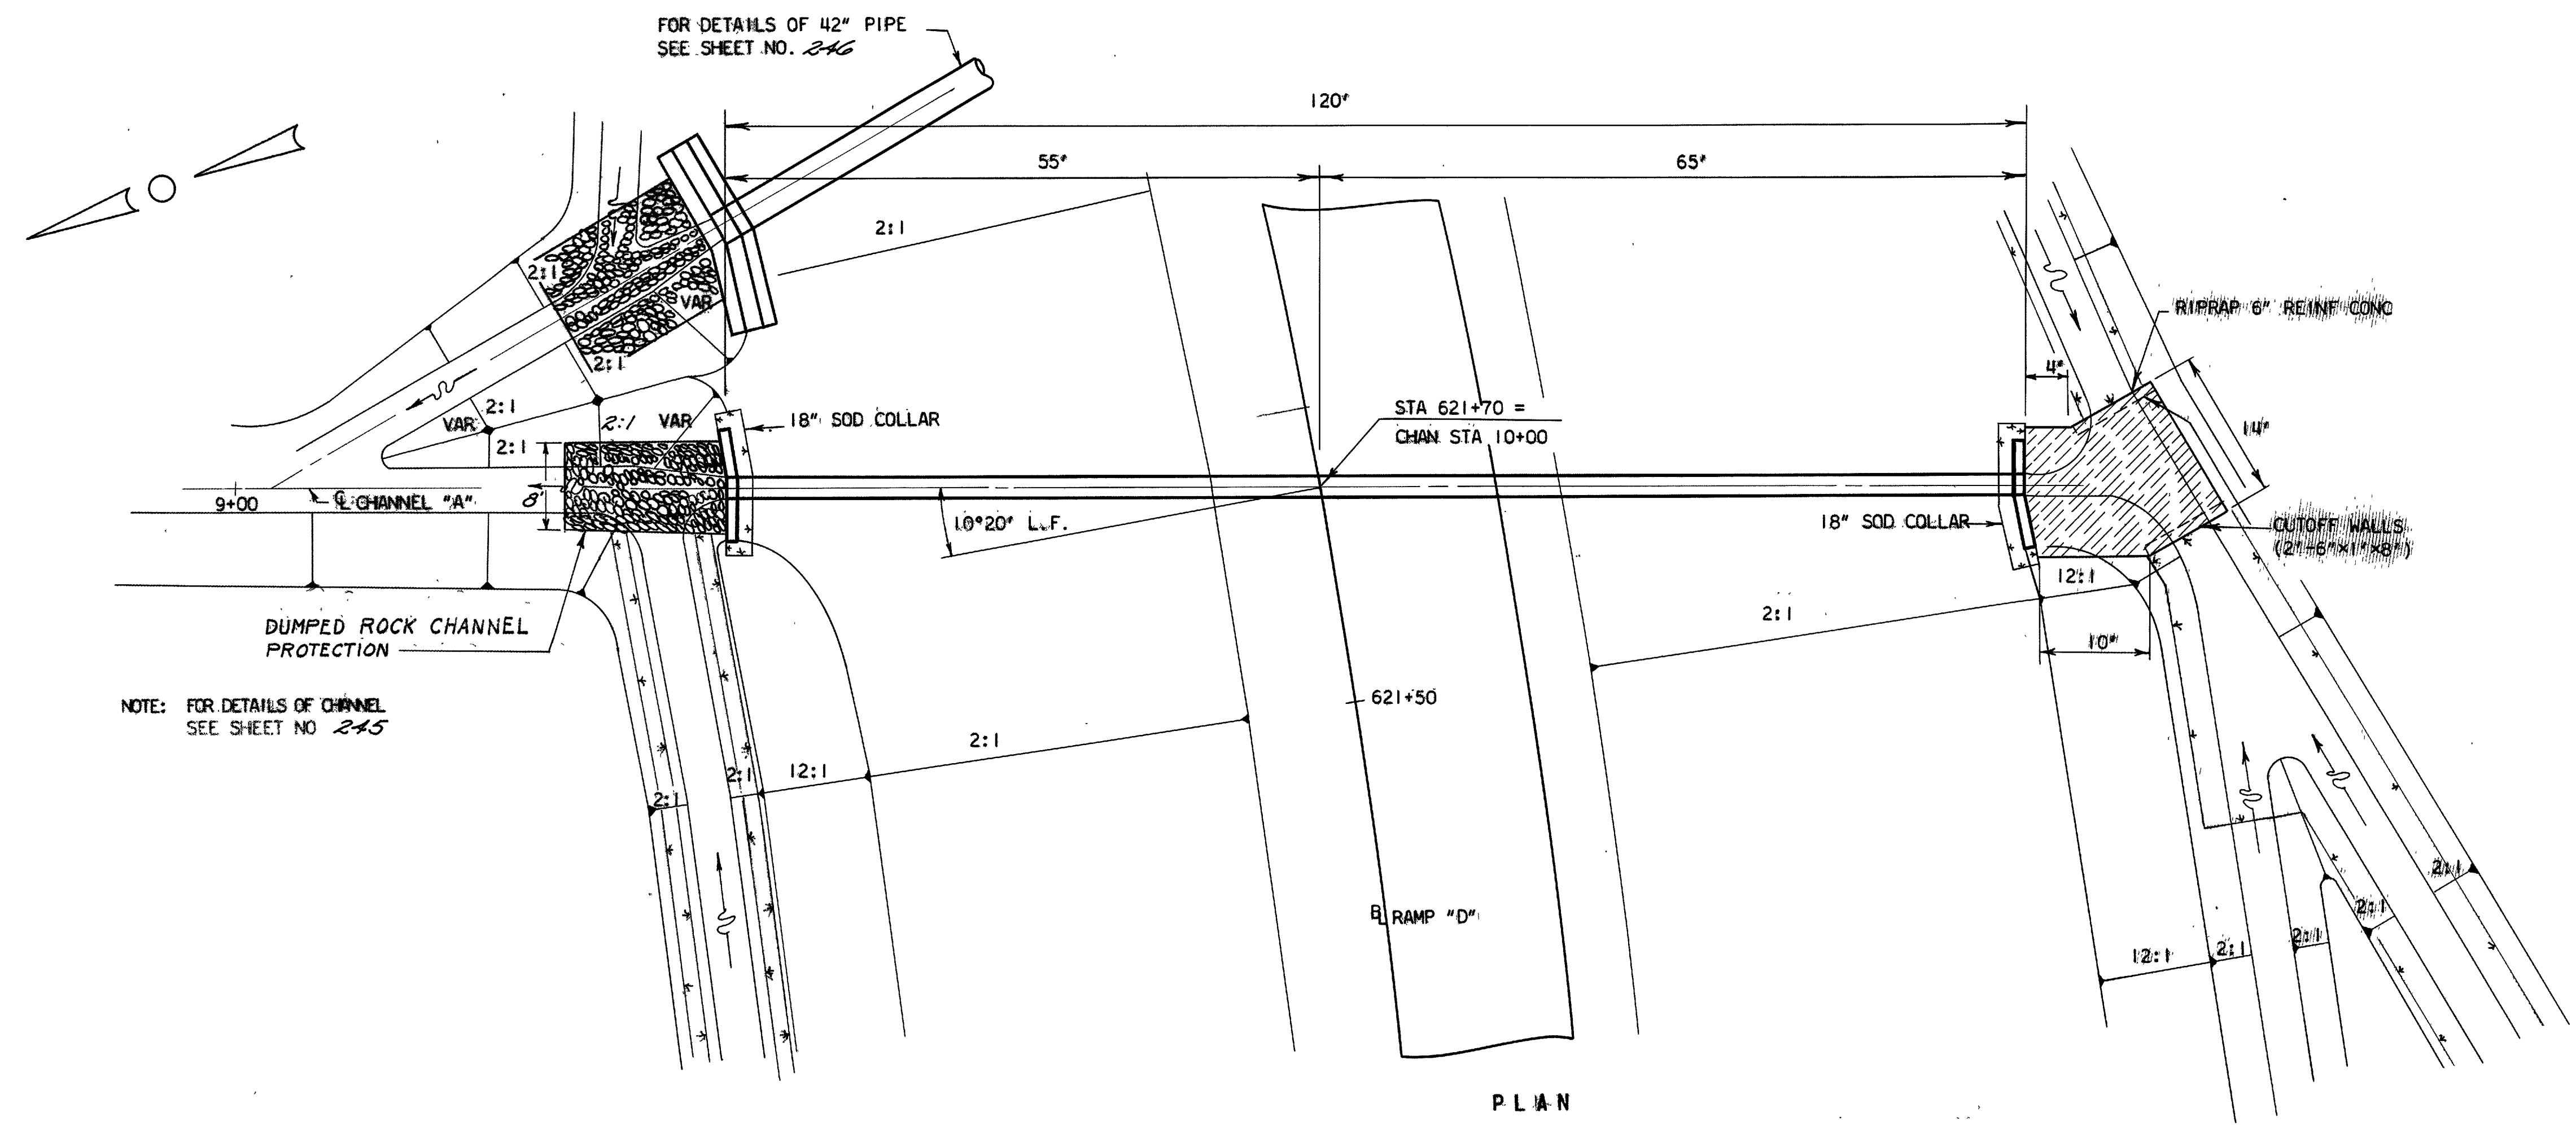 FOR DETAILS OF 42" PIPE
SEE SHEET NO. 246
120'
55'
65'
2:1
2:1
VAR
2:1
RIPRAP 6" REINF CONC
4'
14'
2:1
VAR
2:1
2:1 VAR
18" SOD COLLAR
STA 621+70 =
CHAN STA 10+00
9+00
℄ CHANNEL "A"
8'
10°20' L.F.
18" SOD COLLAR
CUTOFF WALLS
(2'-6"×1'×8")
12:1
2:1
10'
DUMPED ROCK CHANNEL
PROTECTION
NOTE: FOR DETAILS OF CHANNEL
SEE SHEET NO 245
621+50
2:1
2:1
12:1
2:1
BL RAMP "D"
2:1
2:1
2:1
12:1
2:1
PLAN